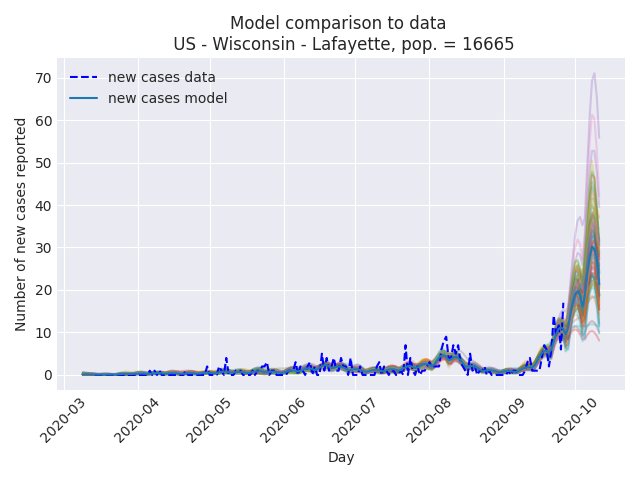 Model comparison to data
US - Wisconsin - Lafayette, pop. = 16665
new cases data
new cases model
Number of new cases reported
70
60
50
40
30
20
10
0
2020-03
2020-04
2020-05
2020-06
2020-07
2020-08
2020-09
2020-10
Day